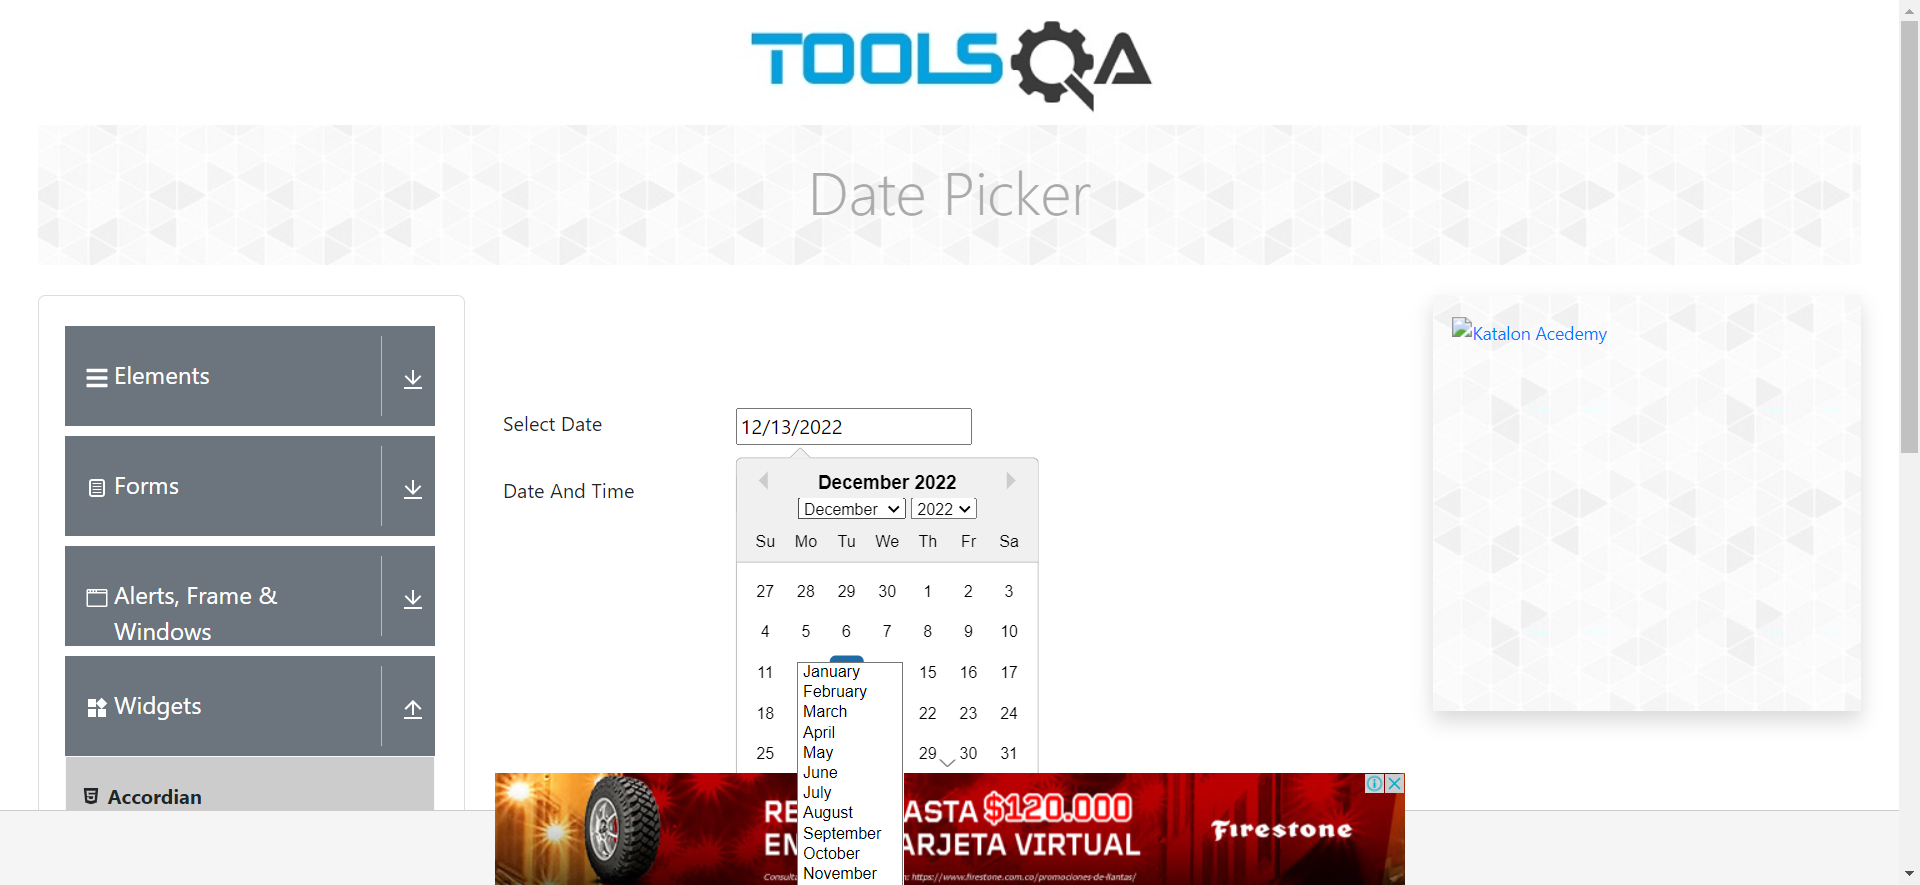 TOOLSQA
Date Picker
Elements
Forms
Alerts, Frame &
Windows
Widgets
Accordian
Select Date
12/13/2022
Date And Time
December 2022
December 2022
Su Mo Tu We Th Fr Sa
27 28 29 30 1 2 3
4 5 6 7 8 9 10
11 15 16 17
18 22 23 24
25 29 30 31
January
February
March
April
May
June
July
August
September
October
November
RE ASTA $120.000
EN ARJETA VIRTUAL
Consulta n: https://www.firestone.com.co/promociones-de-llantas/
Firestone
Katalon Acedemy